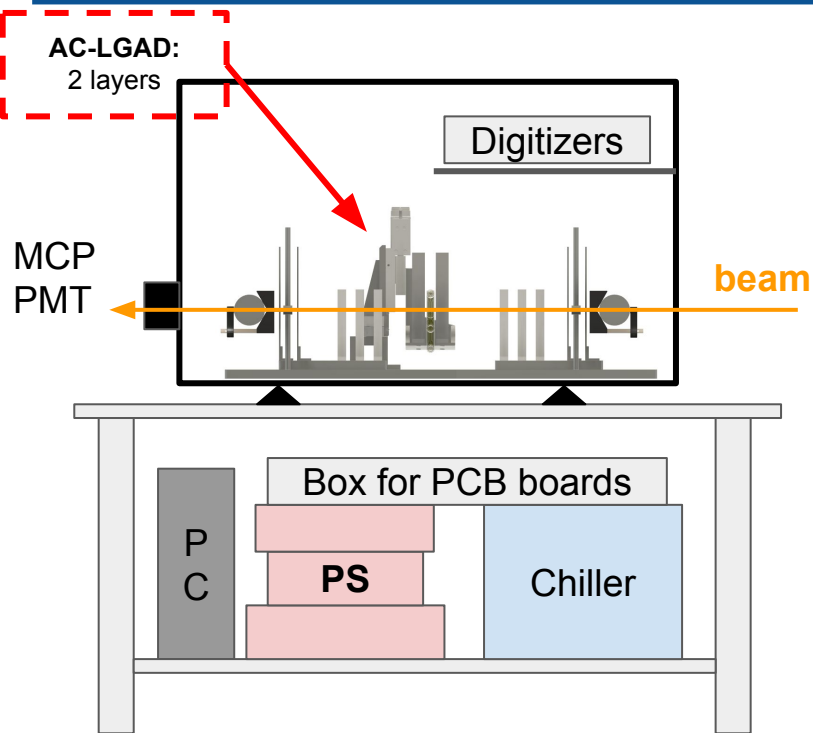 AC-LGAD:
2 layers
Digitizers
MCP
PMT
beam
Box for PCB boards
P
C
PS
Chiller